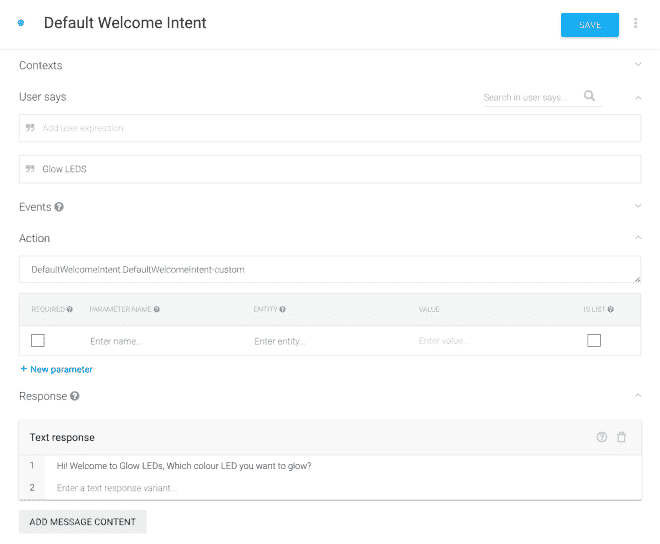 Default Welcome Intent SAVE
Contexts
User says Search in user says...
Add user expression
Glow LEDS
Events
Action
DefaultWelcomeIntent.DefaultWelcomeIntent-custom
REQUIRED PARAMETER NAME ENTITY VALUE IS LIST
Enter name... Enter entity... Enter value...
+ New parameter
Response
Text response
1 Hi! Welcome to Glow LEDs, Which colour LED you want to glow?
2 Enter a text response variant...
ADD MESSAGE CONTENT